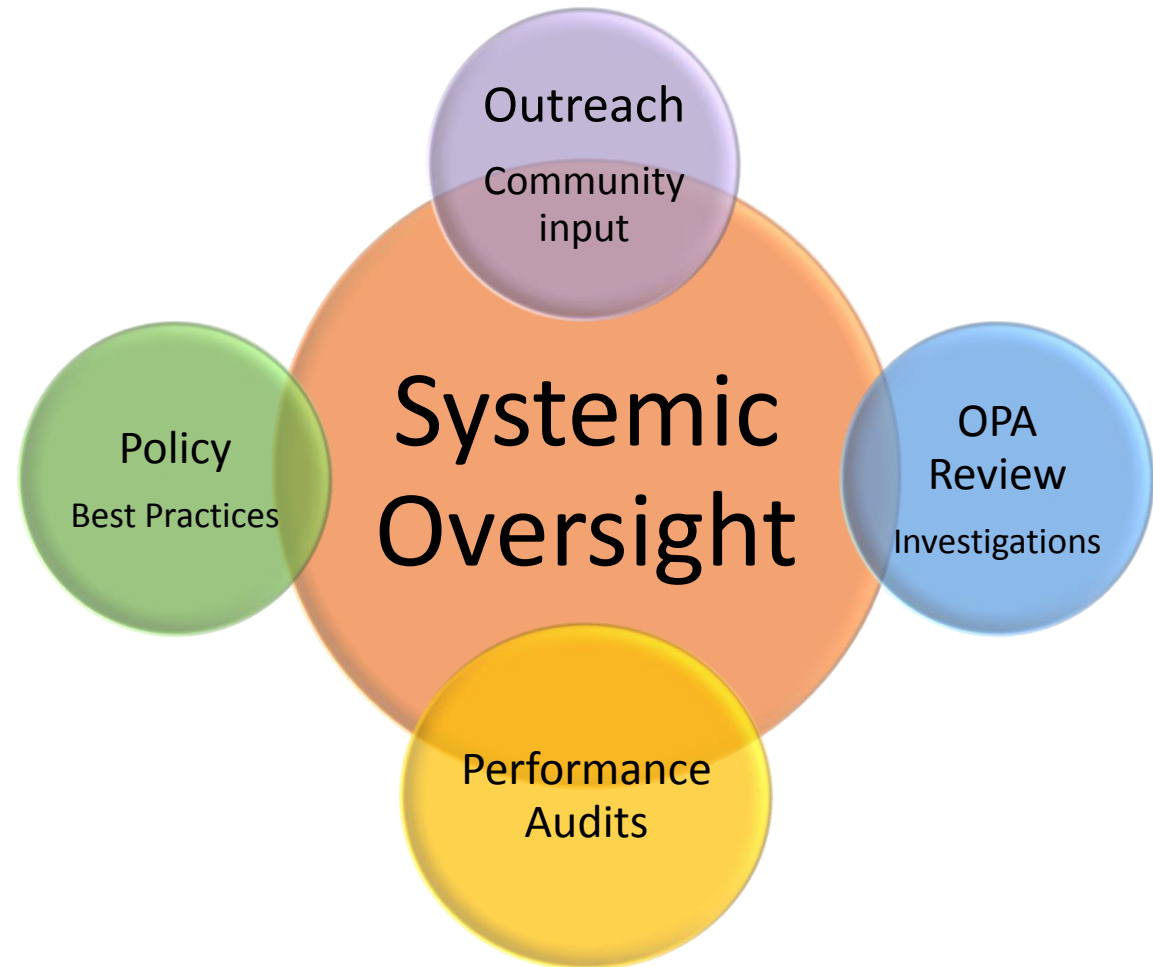 Outreach
Community
input
Policy
Best Practices
Systemic
Oversight
OPA
Review
Investigations
Performance
Audits